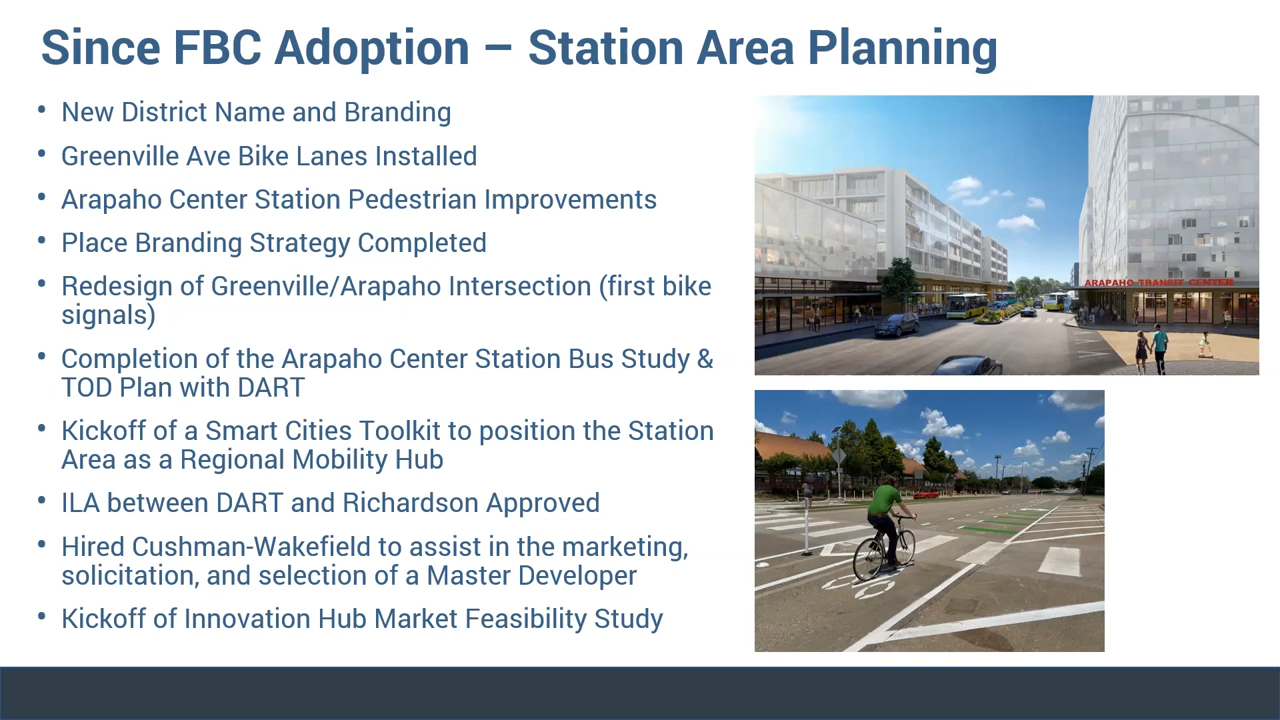 Since FBC Adoption – Station Area Planning
• New District Name and Branding
• Greenville Ave Bike Lanes Installed
• Arapaho Center Station Pedestrian Improvements
• Place Branding Strategy Completed
• Redesign of Greenville/Arapaho Intersection (first bike
signals)
• Completion of the Arapaho Center Station Bus Study &
TOD Plan with DART
• Kickoff of a Smart Cities Toolkit to position the Station
Area as a Regional Mobility Hub
• ILA between DART and Richardson Approved
• Hired Cushman-Wakefield to assist in the marketing,
solicitation, and selection of a Master Developer
• Kickoff of Innovation Hub Market Feasibility Study
ARAPAHO TRANSIT CENTER